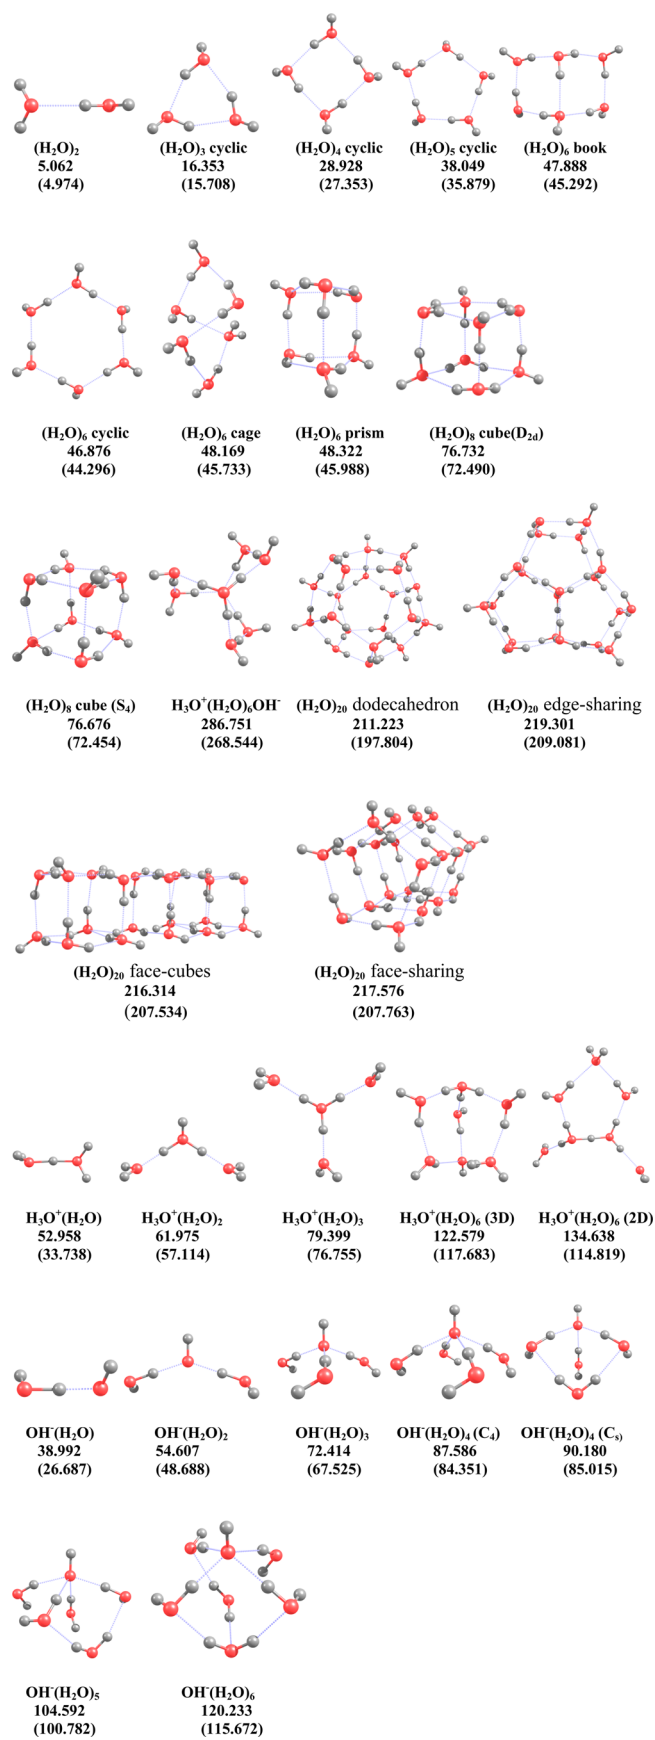 (H₂O)₂
5.062
(4.974)
(H₂O)₃ cyclic
16.353
(15.708)
(H₂O)₄ cyclic
28.928
(27.353)
(H₂O)₅ cyclic
38.049
(35.879)
(H₂O)₆ book
47.888
(45.292)
(H₂O)₆ cyclic
46.876
(44.296)
(H₂O)₆ cage
48.169
(45.733)
(H₂O)₆ prism
48.322
(45.988)
(H₂O)₈ cube(D₂d)
76.732
(72.490)
(H₂O)₈ cube (S₄)
76.676
(72.454)
H₃O⁺(H₂O)₆OH⁻
286.751
(268.544)
(H₂O)₂₀ dodecahedron
211.223
(197.804)
(H₂O)₂₀ edge-sharing
219.301
(209.081)
(H₂O)₂₀ face-cubes
216.314
(207.534)
(H₂O)₂₀ face-sharing
217.576
(207.763)
H₃O⁺(H₂O)
52.958
(33.738)
H₃O⁺(H₂O)₂
61.975
(57.114)
H₃O⁺(H₂O)₃
79.399
(76.755)
H₃O⁺(H₂O)₆ (3D)
122.579
(117.683)
H₃O⁺(H₂O)₆ (2D)
134.638
(114.819)
OH⁻(H₂O)
38.992
(26.687)
OH⁻(H₂O)₂
54.607
(48.688)
OH⁻(H₂O)₃
72.414
(67.525)
OH⁻(H₂O)₄ (C₄)
87.586
(84.351)
OH⁻(H₂O)₄ (Cₛ)
90.180
(85.015)
OH⁻(H₂O)₅
104.592
(100.782)
OH⁻(H₂O)₆
120.233
(115.672)